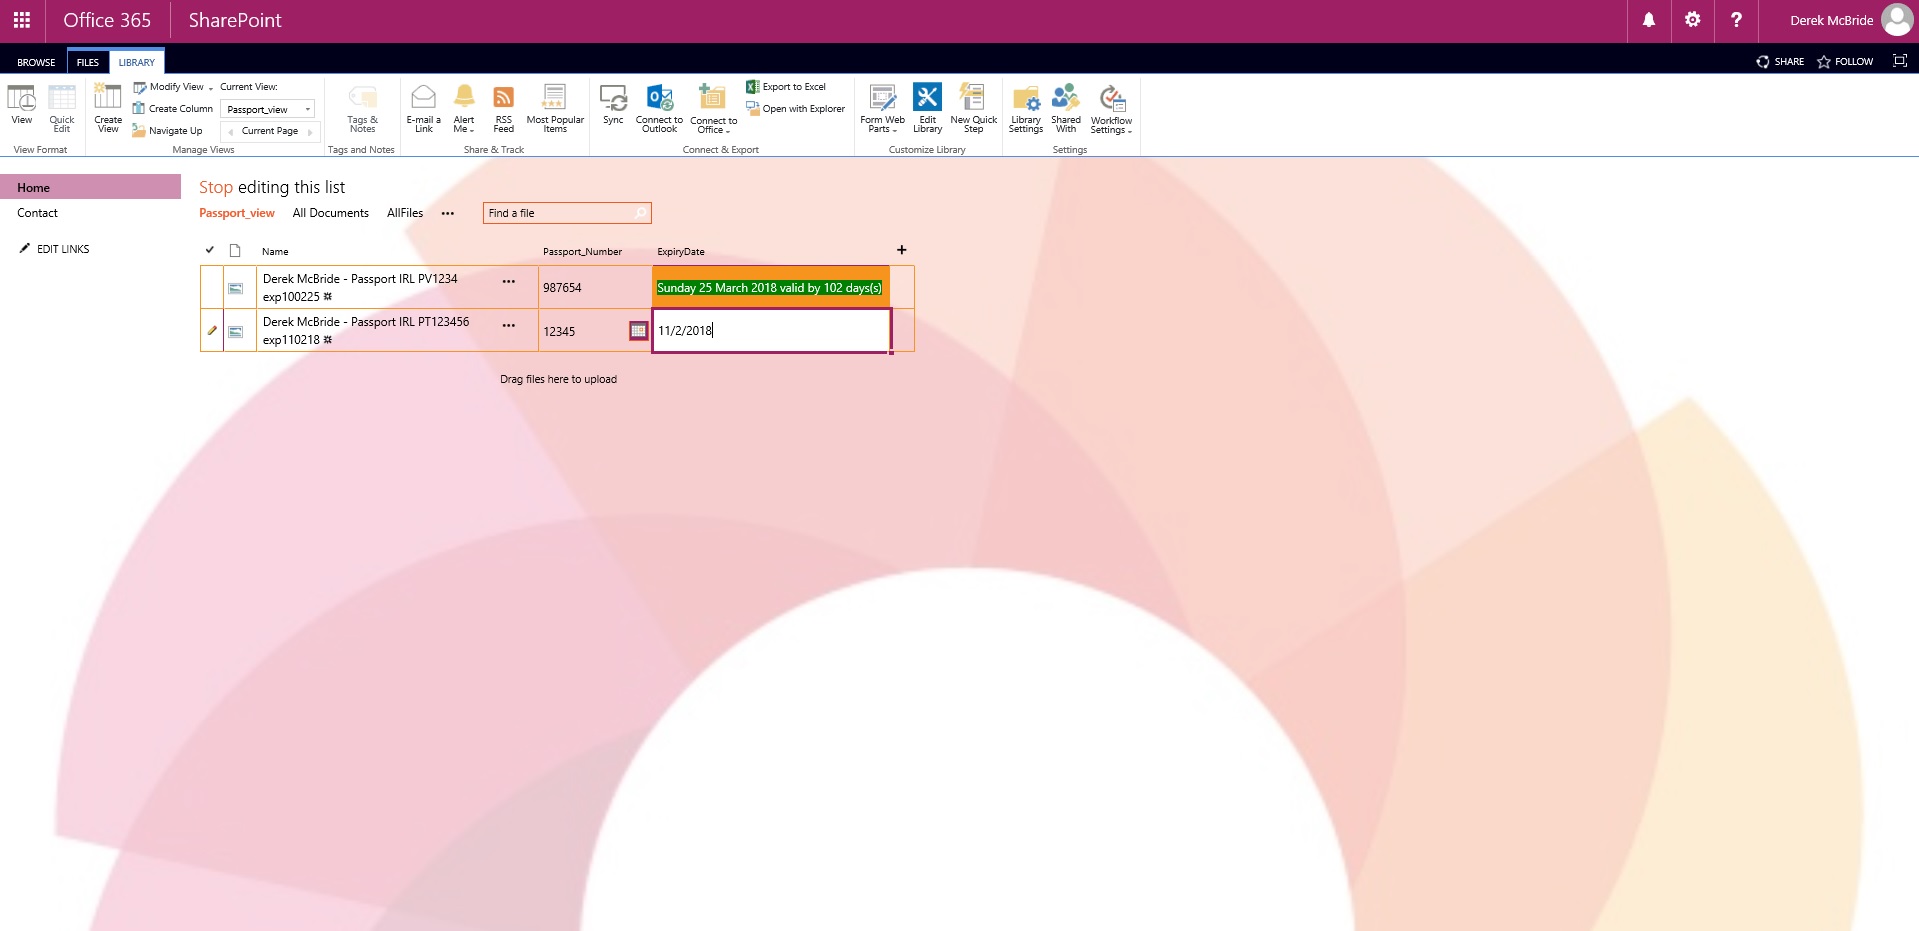 Office 365
SharePoint
?
Derek McBride
BROWSE
FILES
LIBRARY
SHARE
FOLLOW
View
Quick
Edit
View Format
Create
View
Modify View
Create Column
Navigate Up
Current View:
Passport_view
Current Page
Manage Views
Tags &
Notes
Tags and Notes
E-mail a
Link
Alert
Me
RSS
Feed
Most Popular
Items
Share & Track
Sync
Connect to
Outlook
Connect to
Office
Export to Excel
Open with Explorer
Connect & Export
Form Web
Parts
Edit
Library
New Quick
Step
Customize Library
Library
Settings
Shared
With
Workflow
Settings
Settings
Home
Contact
EDIT LINKS
Stop editing this list
Passport_view
All Documents
AllFiles
•••
Find a file
Name
Passport_Number
ExpiryDate
+
Derek McBride - Passport IRL PV1234
exp100225
•••
987654
Sunday 25 March 2018 valid by 102 days(s)
Derek McBride - Passport IRL PT123456
exp110218
•••
12345
11/2/2018
Drag files here to upload